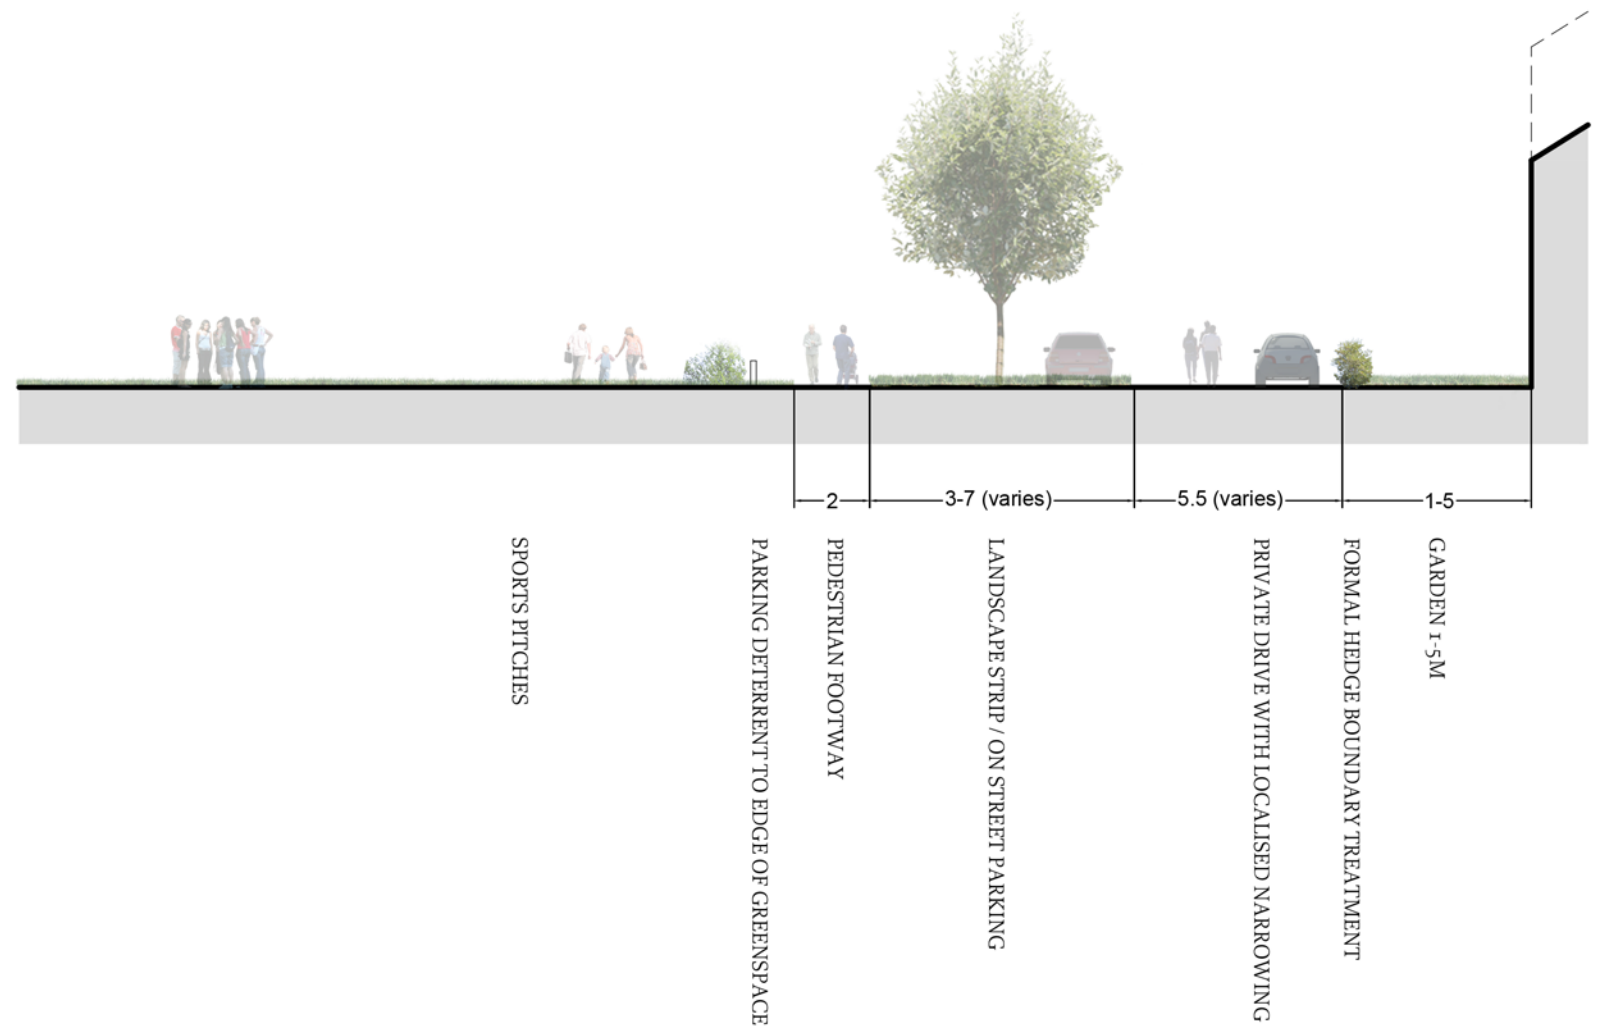 2
3-7 (varies)
5.5 (varies)
1-5
SPORTS PITCHES
PARKING DETERRENT TO EDGE OF GREENSPACE
PEDESTRIAN FOOTWAY
LANDSCAPE STRIP / ON STREET PARKING
PRIVATE DRIVE WITH LOCALISED NARROWING
FORMAL HEDGE BOUNDARY TREATMENT
GARDEN 1-5M